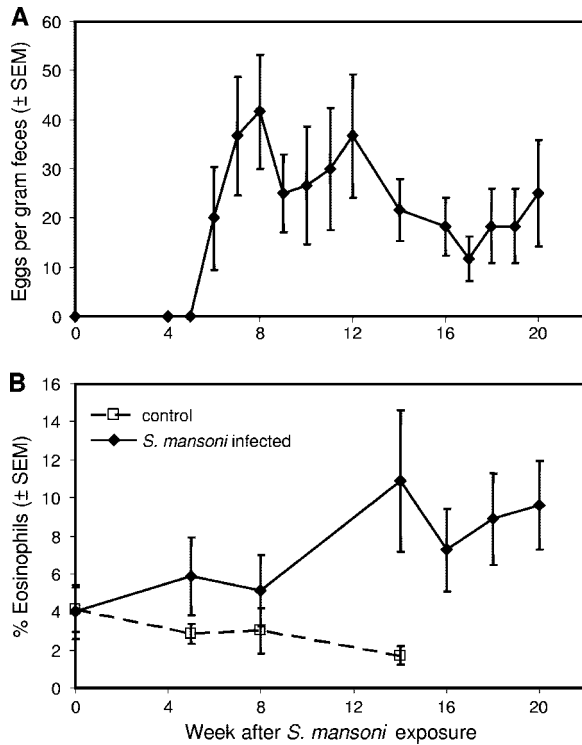 A
Eggs per gram feces (± SEM)
60
50
40
30
20
10
0
0 4 8 12 16 20
B
% Eosinophils (± SEM)
16
14
12
10
8
6
4
2
0
control
S. mansoni infected
0 4 8 12 16 20
Week after S. mansoni exposure